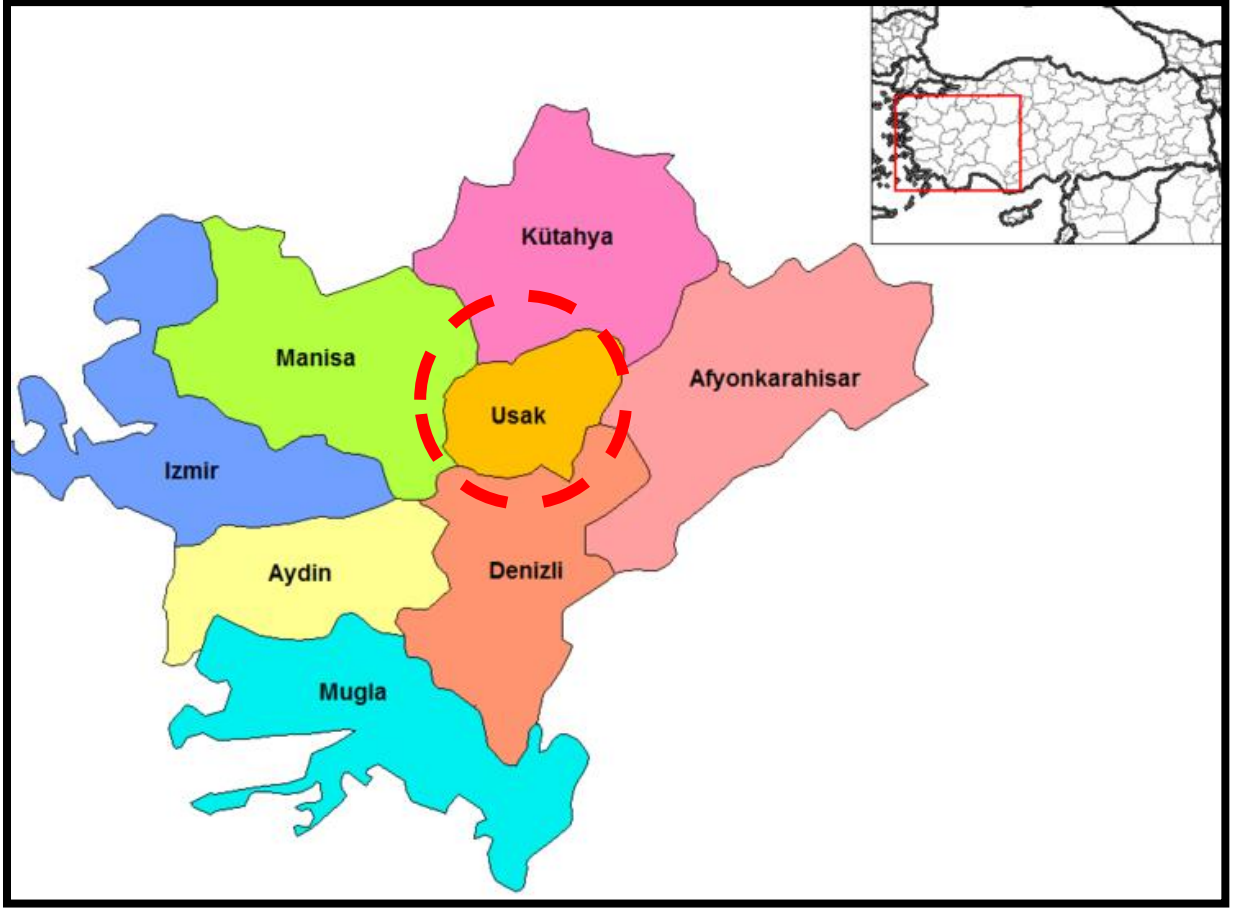 Kütahya
Manisa
Afyonkarahisar
Usak
Izmir
Aydin
Denizli
Mugla